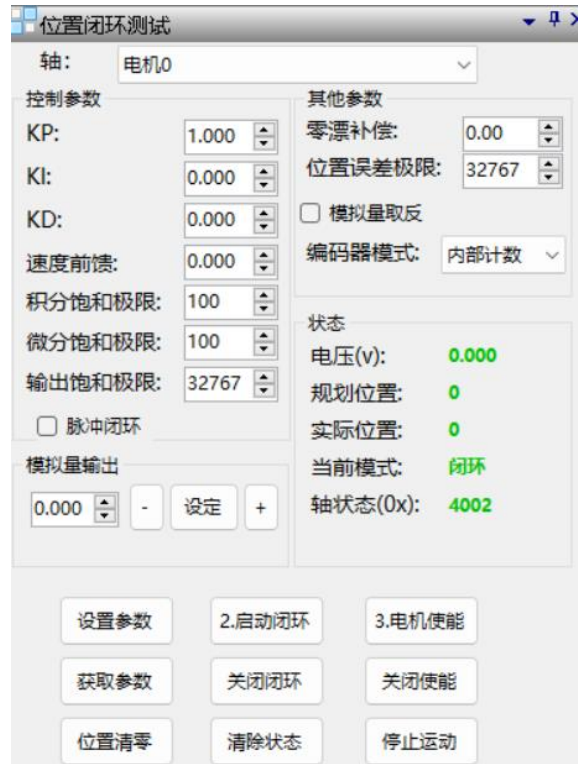 位置闭环测试
轴: 电机0
控制参数
KP: 1.000
KI: 0.000
KD: 0.000
速度前馈: 0.000
积分饱和极限: 100
微分饱和极限: 100
输出饱和极限: 32767
脉冲闭环
模拟量输出
0.000 - 设定 +
其他参数
零漂补偿: 0.00
位置误差极限: 32767
模拟量取反
编码器模式: 内部计数
状态
电压(v): 0.000
规划位置: 0
实际位置: 0
当前模式: 闭环
轴状态(0x): 4002
设置参数 2.启动闭环 3.电机使能
获取参数 关闭闭环 关闭使能
位置清零 清除状态 停止运动